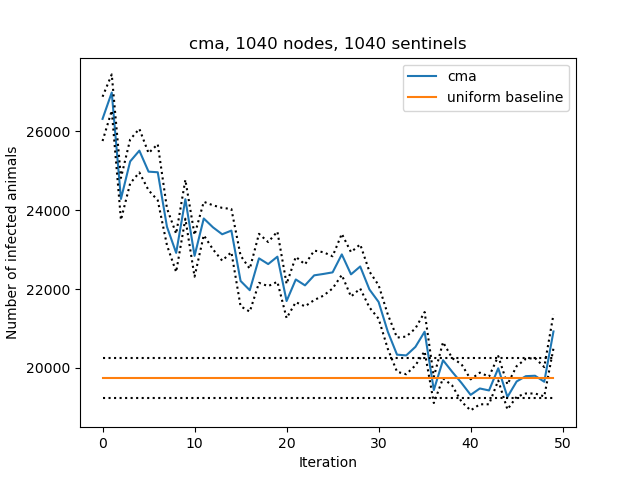 cma, 1040 nodes, 1040 sentinels
cma
uniform baseline
Number of infected animals
26000
24000
22000
20000
0 10 20 30 40 50
Iteration